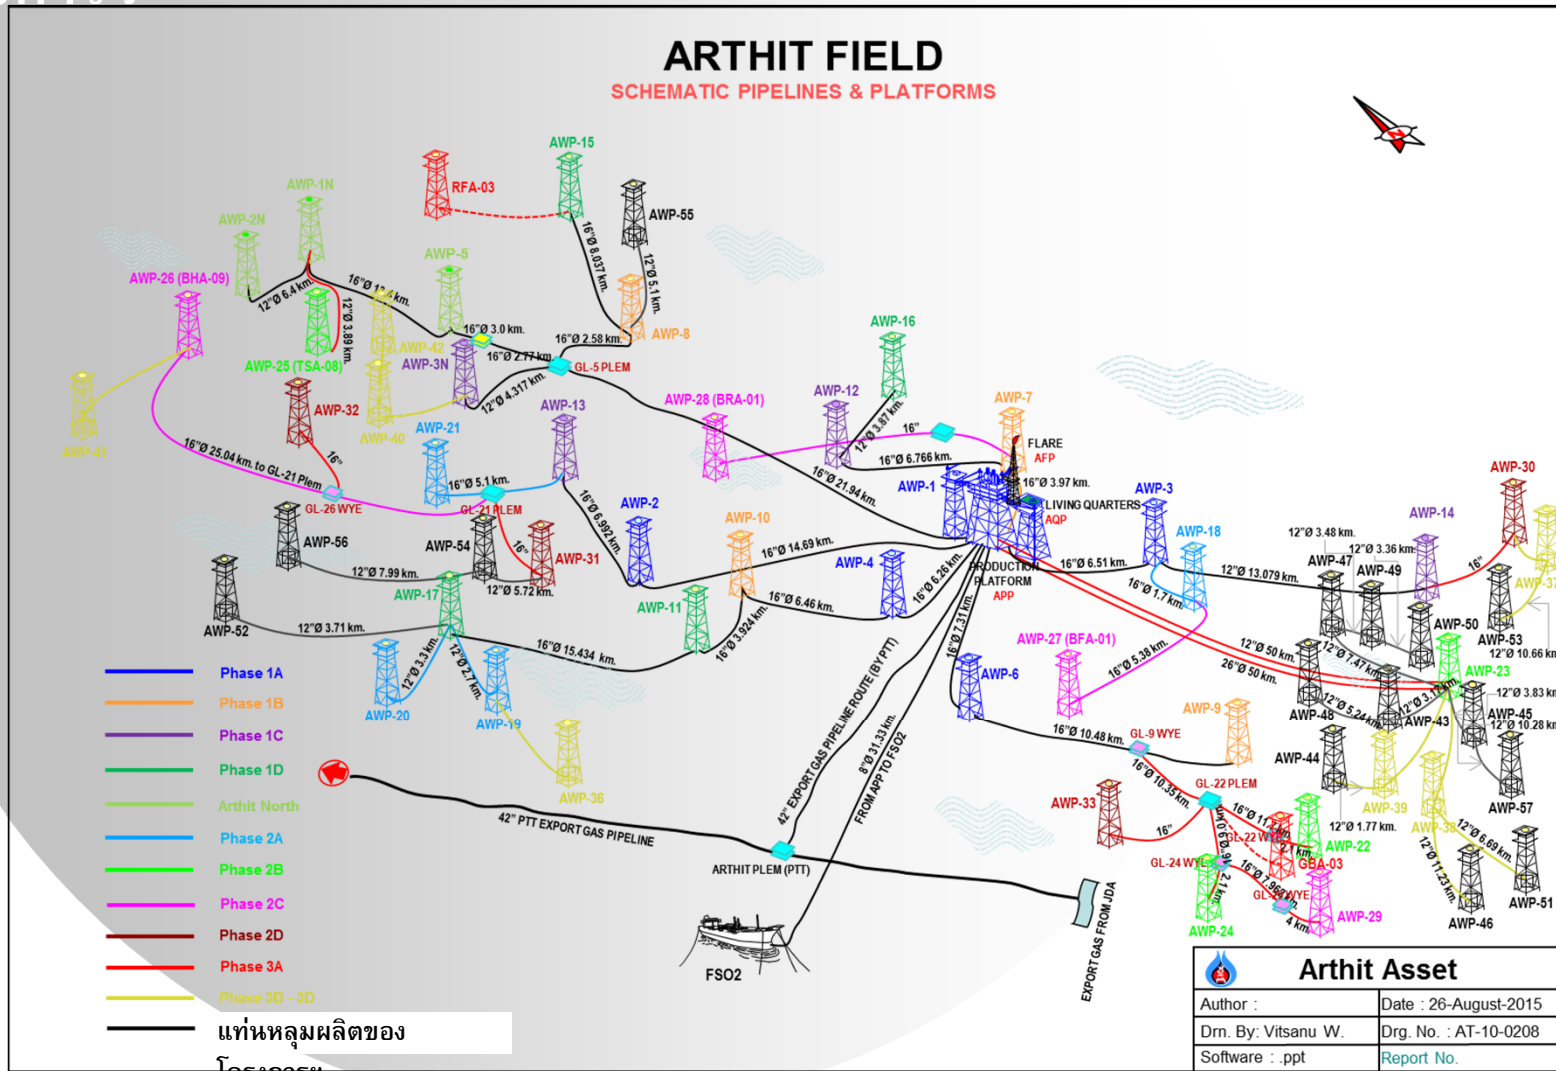 ARTHIT FIELD
SCHEMATIC PIPELINES & PLATFORMS
AWP-15
RFA-03
AWP-1N
AWP-2N
AWP-55
16"Ø 8.037 km.
12"Ø 5.1 km.
AWP-5
AWP-26 (BHA-09)
12"Ø 6.4 km.
12"Ø 3.89 km.
16"Ø 3.0 km.
16"Ø 2.58 km.
AWP-8
AWP-16
AWP-42
16"Ø 2.77 km.
AWP-25 (TSA-08)
AWP-3N
GL-5 PLEM
12"Ø 4.317 km.
AWP-28 (BRA-01)
AWP-12
12"Ø 3.87 km.
AWP-7
AWP-32
AWP-13
AWP-40
AWP-21
AWP-41
16"
FLARE
AFP
16"Ø 25.04 km. to GL-21 Plem
16"
16"Ø 6.766 km.
16"Ø 5.1 km.
16"Ø 21.94 km.
AWP-1
16"Ø 3.97 km.
AWP-3
AWP-30
GL-26 WYE
GL-21 PLEM
AWP-2
LIVING QUARTERS
AQP
AWP-10
AWP-18
AWP-14
12"Ø 3.48 km.
AWP-56
AWP-54
16"
16"Ø 6.992 km.
16"Ø 14.69 km.
12"Ø 3.36 km.
AWP-31
AWP-4
16"Ø 6.26 km.
PRODUCTION
PLATFORM
APP
16"Ø 6.51 km.
12"Ø 13.079 km.
AWP-47
AWP-49
16"
AWP-37
12"Ø 7.99 km.
12"Ø 5.72 km.
AWP-17
AWP-11
16"Ø 6.46 km.
16"Ø 1.7 km.
AWP-50
AWP-52
12"Ø 3.71 km.
16"Ø 3.924 km.
16"Ø 7.31 km.
AWP-27 (BFA-01)
AWP-53
12"Ø 3.3 km.
12"Ø 2.7 km.
16"Ø 15.434 km.
AWP-6
16"Ø 5.38 km.
12"Ø 50 km.
26"Ø 50 km.
12"Ø 7.47 km.
12"Ø 10.66 km.
AWP-23
12"Ø 3.83 km.
AWP-20
AWP-19
AWP-9
AWP-48
12"Ø 5.24 km.
12"Ø 3.17 km.
AWP-43
AWP-45
12"Ø 10.28 km.
16"Ø 10.48 km.
GL-9 WYE
AWP-44
42" EXPORT GAS PIPELINE ROUTE (BY PTT)
8"Ø 31.33 km.
FROM APP TO FSO2
16"Ø 10.35 km.
GL-22 PLEM
AWP-33
AWP-36
AWP-39
AWP-57
AWP-38
12"Ø 1.77 km.
42" PTT EXPORT GAS PIPELINE
16"
GL-22 WYE
AWP-22
12"Ø 6.69 km.
ARTHIT PLEM (PTT)
GL-24 WYE
GBA-03
12"Ø 11.23 km.
2.1 km.
AWP-51
AWP-24
4 km.
AWP-29
AWP-46
FSO2
EXPORT GAS FROM JDA
Phase 1A
Phase 1B
Phase 1C
Phase 1D
Arthit North
Phase 2A
Phase 2B
Phase 2C
Phase 2D
Phase 3A
Phase 3D - 3D
แท่นหลุมผลิตของ
Arthit Asset
Author :
Date : 26-August-2015
Drn. By: Vitsanu W.
Drg. No. : AT-10-0208
Software : .ppt
Report No.